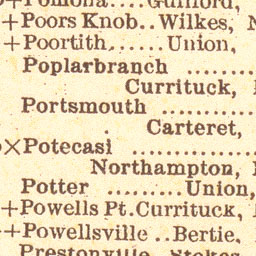 +Pomona....Guilford,
+Poors Knob..Wilkes, N
+Poortith......Union,
Poplarbranch ........
Currituck,
Portsmouth ........
Carteret,
×Potecasi ..........
Northampton,
Potter .........Union,
+Powells Pt.Currituck,
+Powellsville ..Bertie,
Prestonville..Stokes